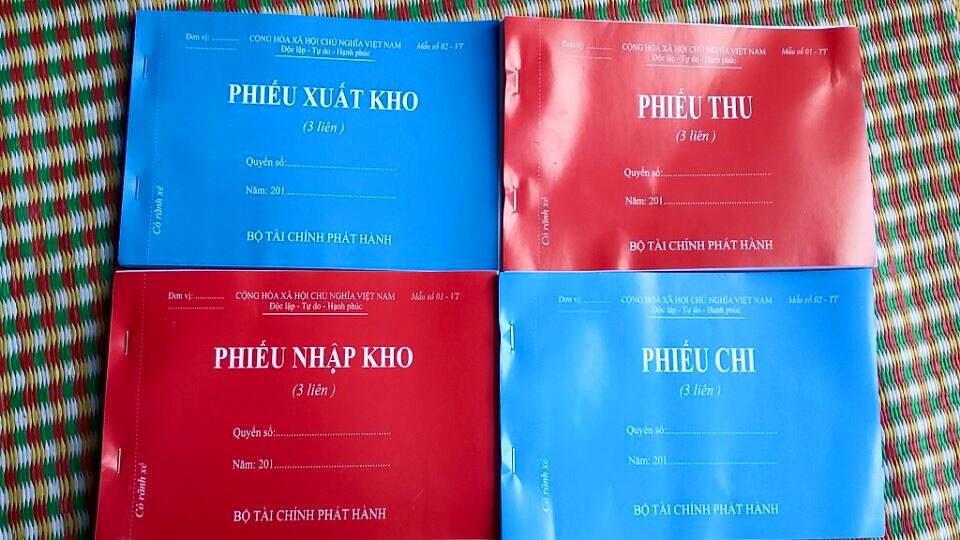 Đơn vị: ............
CỘNG HÒA XÃ HỘI CHỦ NGHĨA VIỆT NAM
Mẫu số 02 - VT
Độc lập - Tự do - Hạnh phúc
PHIẾU XUẤT KHO
(3 liên )
Quyển số:........................................
Năm: 201........................................
Có rãnh xé
BỘ TÀI CHÍNH PHÁT HÀNH
Đơn vị: ............
CỘNG HÒA XÃ HỘI CHỦ NGHĨA VIỆT NAM
Mẫu số 01 - TT
Độc lập - Tự do - Hạnh phúc
PHIẾU THU
(3 liên )
Quyển số:........................................
Năm: 201........................................
Có rãnh xé
BỘ TÀI CHÍNH PHÁT HÀNH
Đơn vị: ............
CỘNG HÒA XÃ HỘI CHỦ NGHĨA VIỆT NAM
Mẫu số 01 - VT
Độc lập - Tự do - Hạnh phúc
PHIẾU NHẬP KHO
(3 liên )
Quyển số:........................................
Năm: 201........................................
Có rãnh xé
BỘ TÀI CHÍNH PHÁT HÀNH
Đơn vị: ............
CỘNG HÒA XÃ HỘI CHỦ NGHĨA VIỆT NAM
Mẫu số 02 - TT
Độc lập - Tự do - Hạnh phúc
PHIẾU CHI
(3 liên )
Quyển số:........................................
Năm: 201........................................
Có rãnh xé
BỘ TÀI CHÍNH PHÁT HÀNH